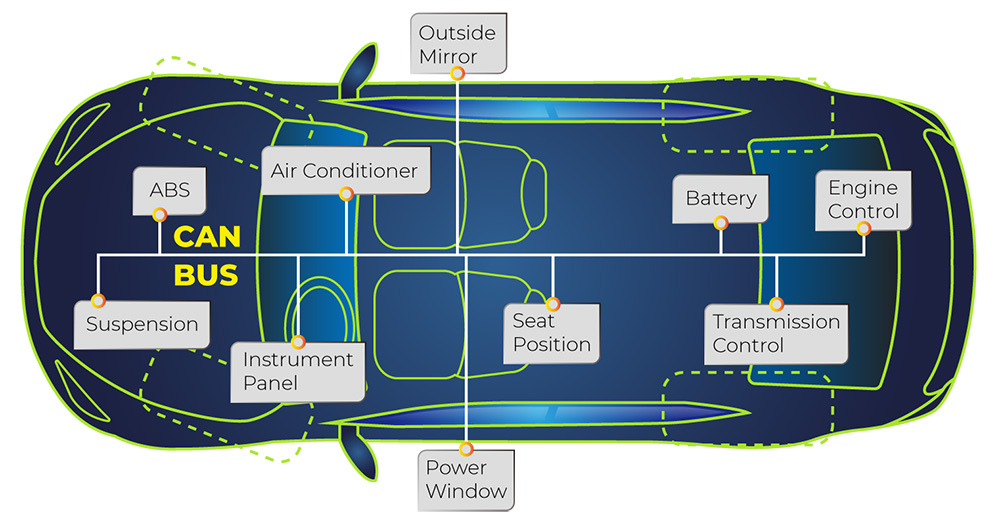 Outside
Mirror
Air Conditioner
ABS
Battery
Engine
Control
CAN
BUS
Suspension
Instrument
Panel
Seat
Position
Transmission
Control
Power
Window